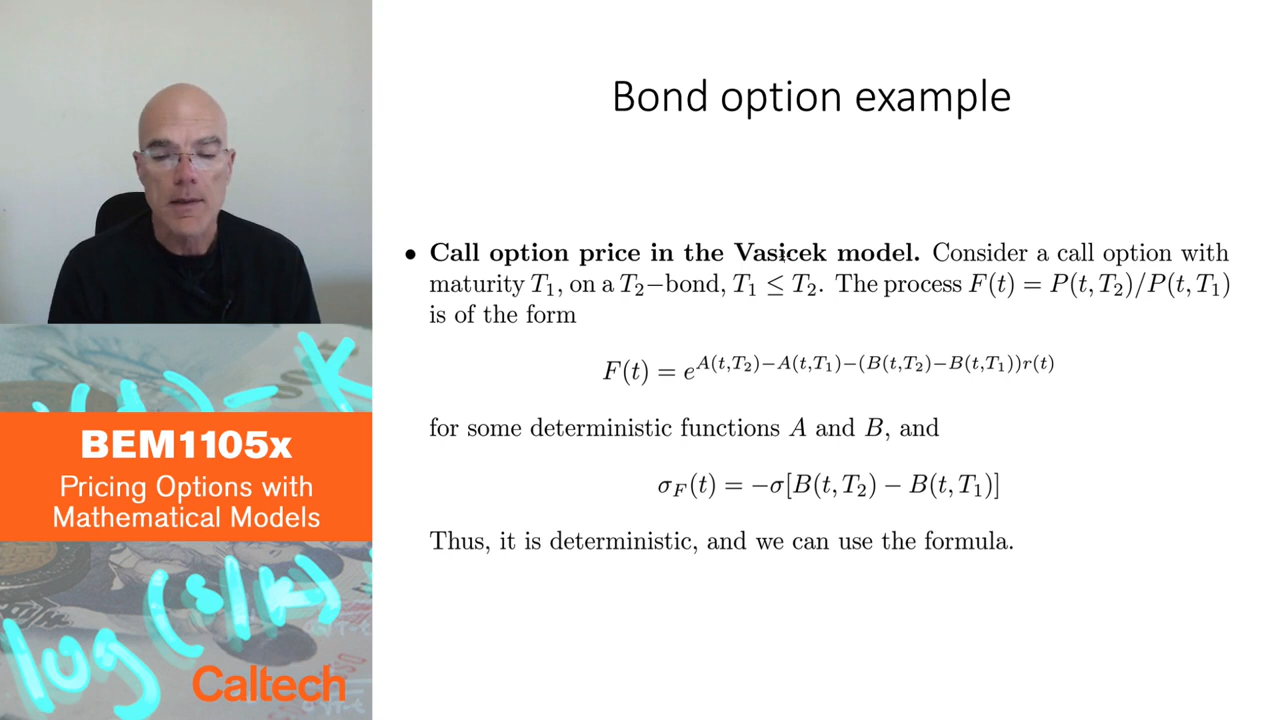 Bond option example
• Call option price in the Vasicek model. Consider a call option with
maturity T₁, on a T₂−bond, T₁ ≤ T₂. The process F(t) = P(t, T₂)/P(t, T₁)
is of the form
F(t) = e^{A(t,T₂)−A(t,T₁)−(B(t,T₂)−B(t,T₁))r(t)}
for some deterministic functions A and B, and
σ_F(t) = −σ[B(t, T₂) − B(t, T₁)]
Thus, it is deterministic, and we can use the formula.
BEM1105x
Pricing Options with
Mathematical Models
log (s/k)
Caltech